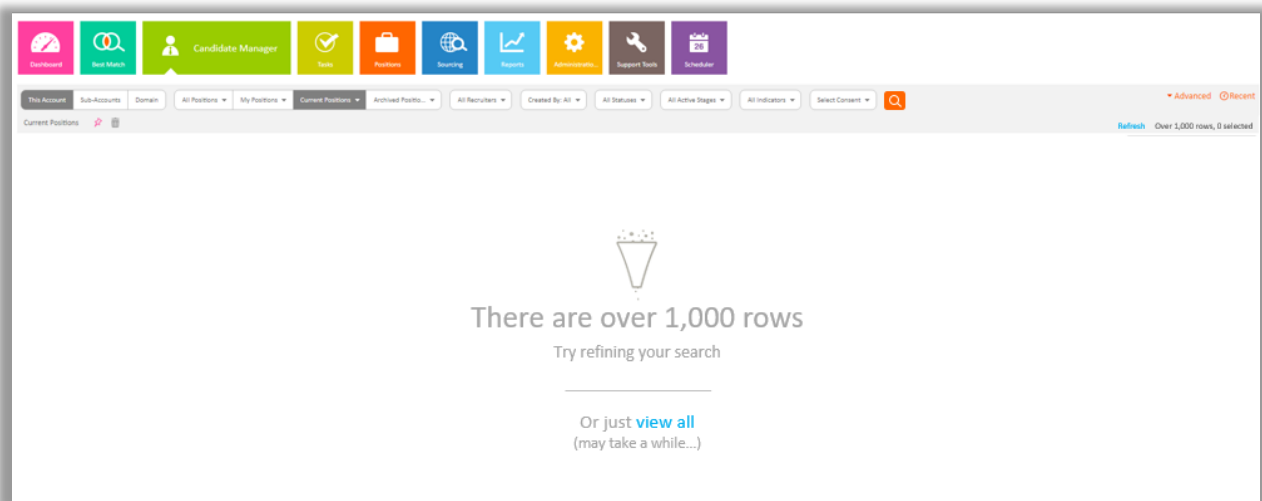 Dashboard
Best Match
Candidate Manager
Tasks
Positions
Sourcing
Reports
Administratio...
Support Tools
26
Scheduler
This Account Sub-Accounts Domain All Positions My Positions Current Positions Archived Positio... All Recruiters Created By: All All Statuses All Active Stages All Indicators Select Consent Advanced Recent
Current Positions Refresh Over 1,000 rows, 0 selected
There are over 1,000 rows
Try refining your search
Or just view all
(may take a while...)